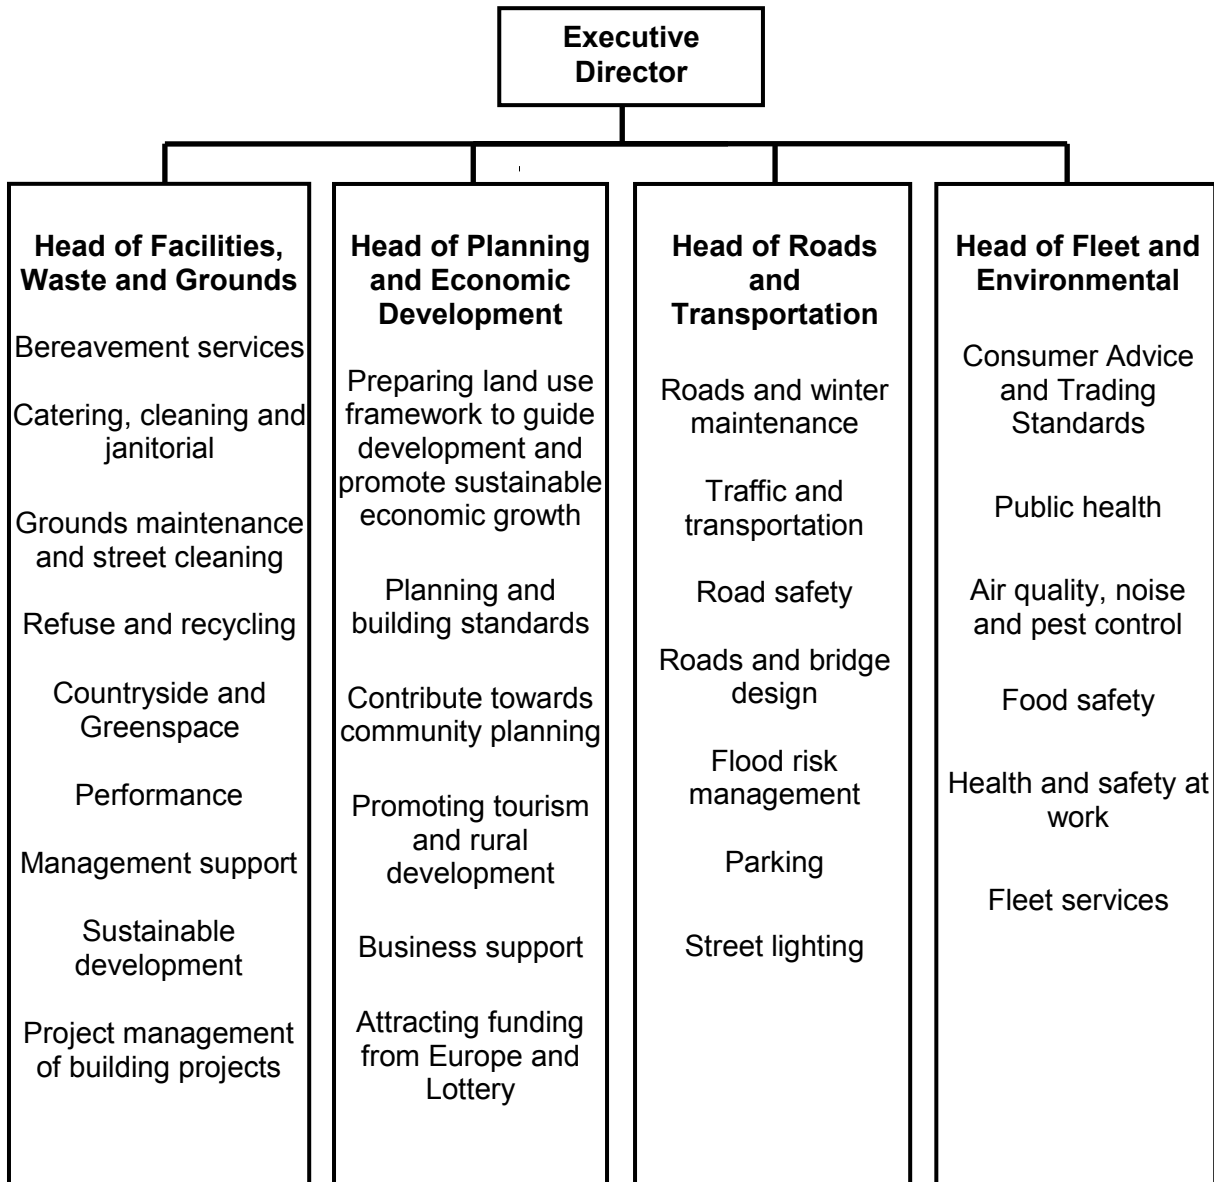 Executive
Director
Head of Facilities,
Waste and Grounds
Bereavement services
Catering, cleaning and
janitorial
Grounds maintenance
and street cleaning
Refuse and recycling
Countryside and
Greenspace
Performance
Management support
Sustainable
development
Project management
of building projects
Head of Planning
and Economic
Development
Preparing land use
framework to guide
development and
promote sustainable
economic growth
Planning and
building standards
Contribute towards
community planning
Promoting tourism
and rural
development
Business support
Attracting funding
from Europe and
Lottery
Head of Roads
and
Transportation
Roads and winter
maintenance
Traffic and
transportation
Road safety
Roads and bridge
design
Flood risk
management
Parking
Street lighting
Head of Fleet and
Environmental
Consumer Advice
and Trading
Standards
Public health
Air quality, noise
and pest control
Food safety
Health and safety at
work
Fleet services